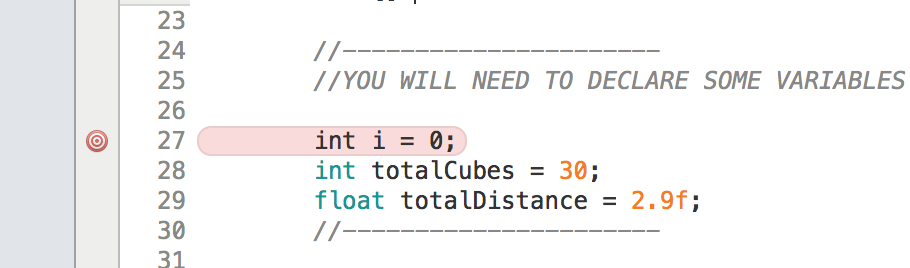 23
24 //----------------------
25 //YOU WILL NEED TO DECLARE SOME VARIABLES
26
27 int i = 0;
28 int totalCubes = 30;
29 float totalDistance = 2.9f;
30 //----------------------
31